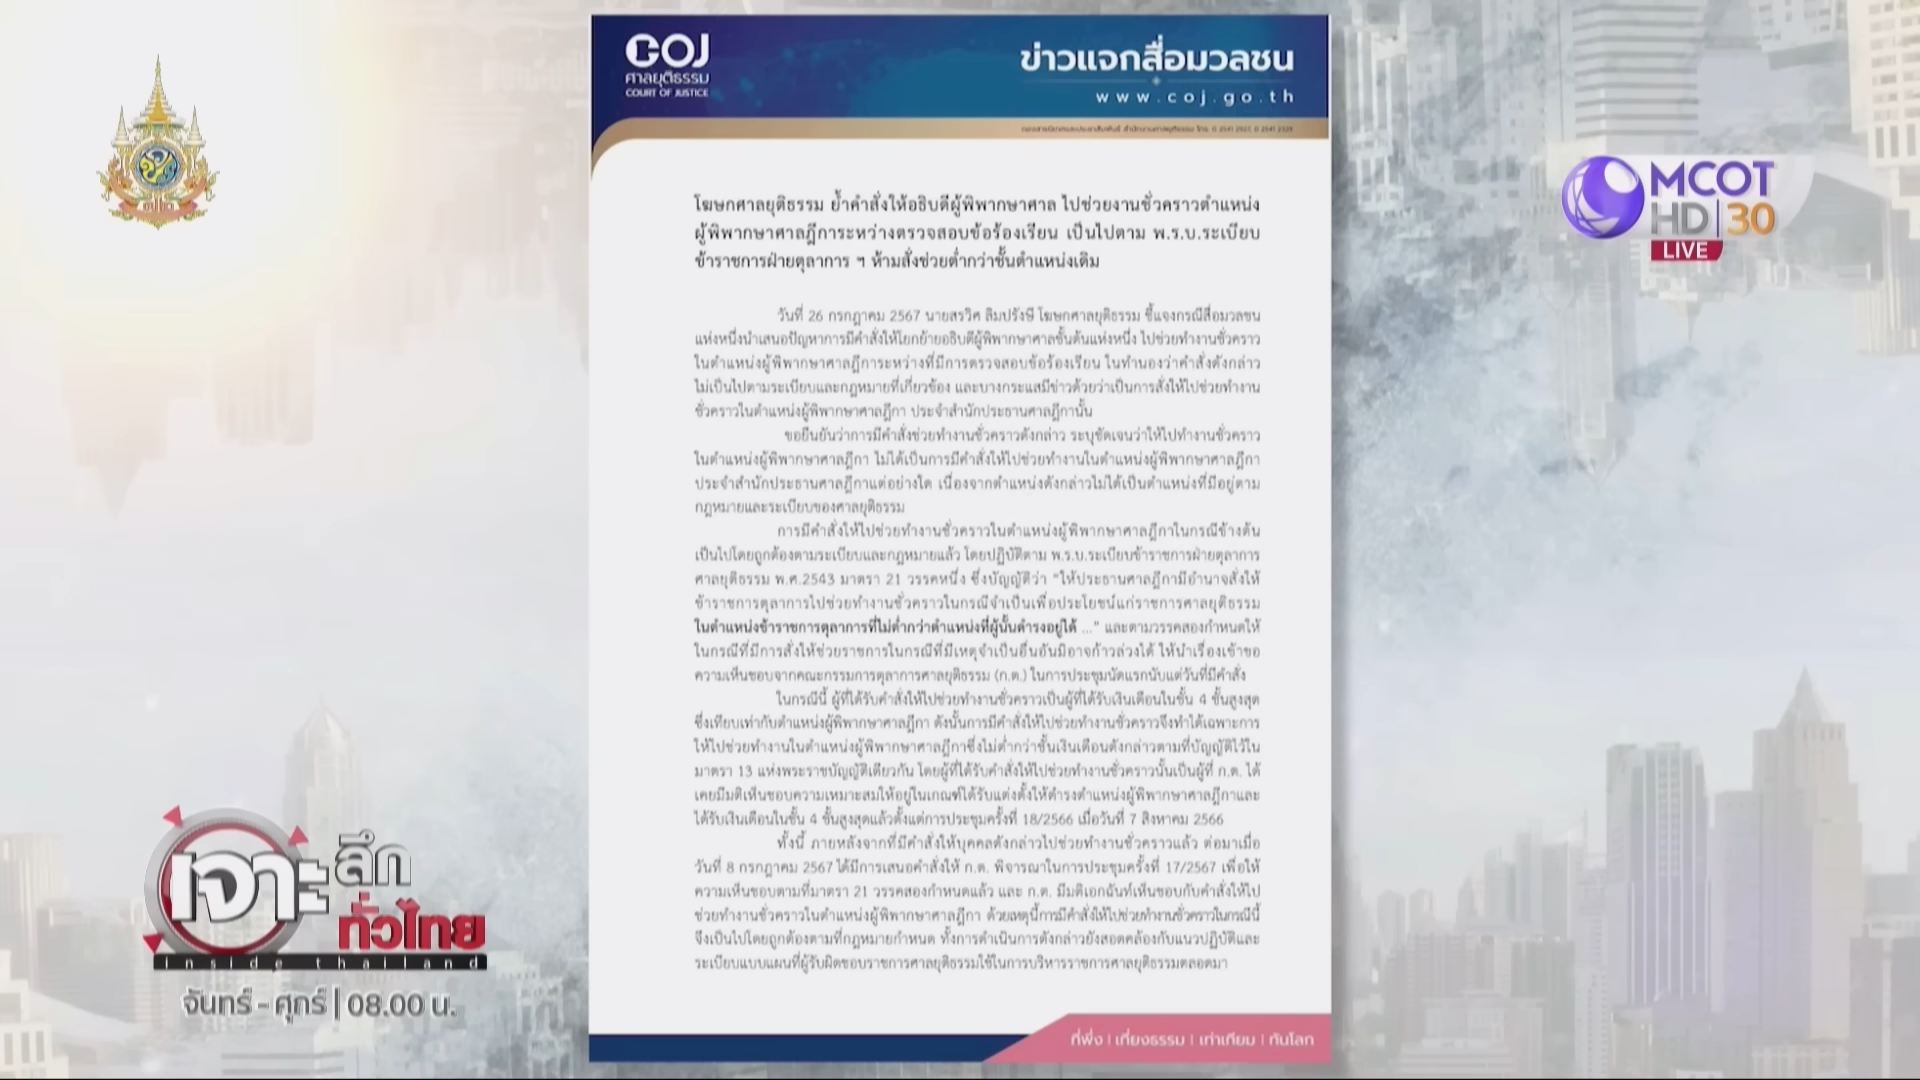 COJ
ศาลยุติธรรม
COURT OF JUSTICE
ข่าวแจกสื่อมวลชน
www.coj.go.th
MCOT
HD 30
LIVE
โฆษกศาลยุติธรรม ย้ำคำสั่งให้อธิบดีผู้พิพากษาศาล ไปช่วยงานชั่วคราวตำแหน่ง
ผู้พิพากษาศาลฎีการะหว่างตรวจสอบข้อร้องเรียน เป็นไปตาม พ.ร.บ.ระเบียบ
ข้าราชการฝ่ายตุลาการ ฯ ห้ามสั่งช่วยต่ำกว่าชั้นตำแหน่งเดิม
วันที่ 26 กรกฎาคม 2567 นายสรวิศ ลิมปรังษี โฆษกศาลยุติธรรม ชี้แจงกรณีสื่อมวลชน
แห่งหนึ่งนำเสนอปัญหาการมีคำสั่งให้โยกย้ายอธิบดีผู้พิพากษาศาลชั้นต้นแห่งหนึ่ง ไปช่วยทำงานชั่วคราว
ในตำแหน่งผู้พิพากษาศาลฎีการะหว่างที่มีการตรวจสอบข้อร้องเรียน ในทำนองว่าคำสั่งดังกล่าว
ไม่เป็นไปตามระเบียบและกฎหมายที่เกี่ยวข้อง และบางกระแสมีข่าวด้วยว่าเป็นการสั่งให้ไปช่วยทำงาน
ชั่วคราวในตำแหน่งผู้พิพากษาศาลฎีกา ประจำสำนักประธานศาลฎีกานั้น
ขอยืนยันว่าการมีคำสั่งช่วยทำงานชั่วคราวดังกล่าว ระบุชัดเจนว่าให้ไปทำงานชั่วคราว
ในตำแหน่งผู้พิพากษาศาลฎีกา ไม่ได้เป็นการมีคำสั่งให้ไปช่วยทำงานในตำแหน่งผู้พิพากษาศาลฎีกา
ประจำสำนักประธานศาลฎีกาแต่อย่างใด เนื่องจากตำแหน่งดังกล่าวไม่ได้เป็นตำแหน่งที่มีอยู่ตาม
กฎหมายและระเบียบของศาลยุติธรรม
การมีคำสั่งให้ไปช่วยทำงานชั่วคราวในตำแหน่งผู้พิพากษาศาลฎีกาในกรณีข้างต้น
เป็นไปโดยถูกต้องตามระเบียบและกฎหมายแล้ว โดยปฏิบัติตาม พ.ร.บ.ระเบียบข้าราชการฝ่ายตุลาการ
ศาลยุติธรรม พ.ศ.2543 มาตรา 21 วรรคหนึ่ง ซึ่งบัญญัติว่า "ให้ประธานศาลฎีกามีอำนาจสั่งให้
ข้าราชการตุลาการไปช่วยทำงานชั่วคราวในกรณีจำเป็นเพื่อประโยชน์แก่ราชการศาลยุติธรรม
ในตำแหน่งข้าราชการตุลาการที่ไม่ต่ำกว่าตำแหน่งที่ผู้นั้นดำรงอยู่ได้ ..." และตามวรรคสองกำหนดให้
ในกรณีที่มีการสั่งให้ช่วยราชการในกรณีที่มีเหตุจำเป็นอื่นอันมิอาจก้าวล่วงได้ ให้นำเรื่องเข้าขอ
ความเห็นชอบจากคณะกรรมการตุลาการศาลยุติธรรม (ก.ต.) ในการประชุมนัดแรกนับแต่วันที่มีคำสั่ง
ในกรณีนี้ ผู้ที่ได้รับคำสั่งให้ไปช่วยทำงานชั่วคราวเป็นผู้ที่ได้รับเงินเดือนในชั้น 4 ขั้นสูงสุด
ซึ่งเทียบเท่ากับตำแหน่งผู้พิพากษาศาลฎีกา ดังนั้นการมีคำสั่งให้ไปช่วยทำงานชั่วคราวจึงทำได้เฉพาะการ
ให้ไปช่วยทำงานในตำแหน่งผู้พิพากษาศาลฎีกาซึ่งไม่ต่ำกว่าชั้นเงินเดือนดังกล่าวตามที่บัญญัติไว้ใน
มาตรา 13 แห่งพระราชบัญญัติเดียวกัน โดยผู้ที่ได้รับคำสั่งให้ไปช่วยทำงานชั่วคราวนั้นเป็นผู้ที่ ก.ต. ได้
เคยมีมติเห็นชอบความเหมาะสมให้อยู่ในเกณฑ์ได้รับแต่งตั้งให้ดำรงตำแหน่งผู้พิพากษาศาลฎีกาและ
ได้รับเงินเดือนในชั้น 4 ขั้นสูงสุดแล้วตั้งแต่การประชุมครั้งที่ 18/2566 เมื่อวันที่ 7 สิงหาคม 2566
ทั้งนี้ ภายหลังจากที่มีคำสั่งให้บุคคลดังกล่าวไปช่วยทำงานชั่วคราวแล้ว ต่อมาเมื่อ
วันที่ 8 กรกฎาคม 2567 ได้มีการเสนอคำสั่งให้ ก.ต. พิจารณาในการประชุมครั้งที่ 17/2567 เพื่อให้
ความเห็นชอบตามที่มาตรา 21 วรรคสองกำหนดแล้ว และ ก.ต. มีมติเอกฉันท์เห็นชอบกับคำสั่งให้ไป
ช่วยทำงานชั่วคราวในตำแหน่งผู้พิพากษาศาลฎีกา ด้วยเหตุนี้การมีคำสั่งให้ไปช่วยทำงานชั่วคราวในกรณีนี้
จึงเป็นไปโดยถูกต้องตามที่กฎหมายกำหนด ทั้งการดำเนินการดังกล่าวยังสอดคล้องกับแนวปฏิบัติและ
ระเบียบแบบแผนที่ผู้รับผิดชอบราชการศาลยุติธรรมใช้ในการบริหารราชการศาลยุติธรรมตลอดมา
เจาะลึก
ทั่วไทย
inside thailand
จันทร์ - ศุกร์ | 08.00 น.
ที่พึ่ง | เที่ยงธรรม | เท่าเทียม | ทันโลก